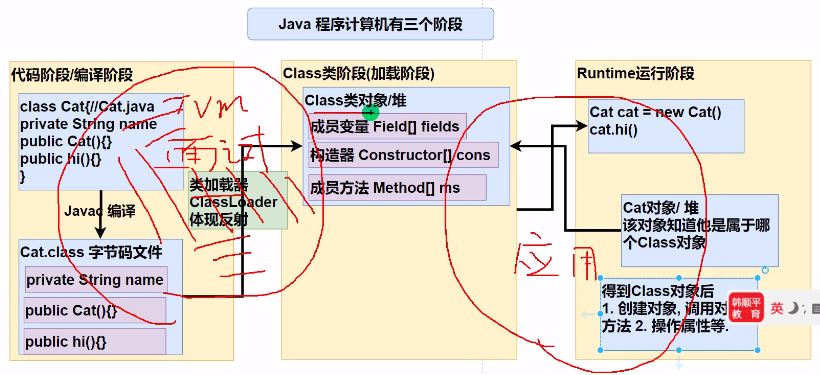 Java 程序计算机有三个阶段
代码阶段/编译阶段
class Cat{//Cat.java
private String name
public Cat(){}
public hi(){}
}
Javac 编译
Cat.class 字节码文件
private String name
public Cat(){}
public hi(){}
Jvm
类加载器
ClassLoader
体现反射
Class类阶段(加载阶段)
Class类对象/堆
成员变量 Field[] fields
构造器 Constructor[] cons
成员方法 Method[] ms
应用
Runtime运行阶段
Cat cat = new Cat()
cat.hi()
Cat对象/ 堆
该对象知道他是属于哪
个Class对象
得到Class对象后
1. 创建对象, 调用对
方法 2. 操作属性等.
韩顺平
教育
英